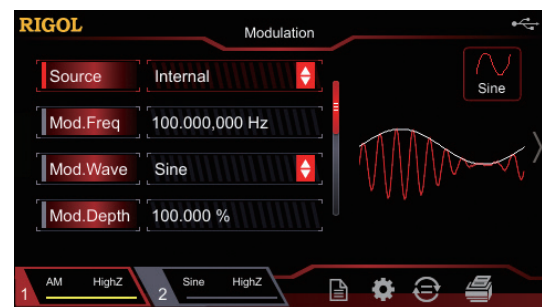 RIGOL
Modulation
Source Internal
Sine
Mod.Freq 100.000,000 Hz
Mod.Wave Sine
Mod.Depth 100.000 %
1 AM HighZ
2 Sine HighZ